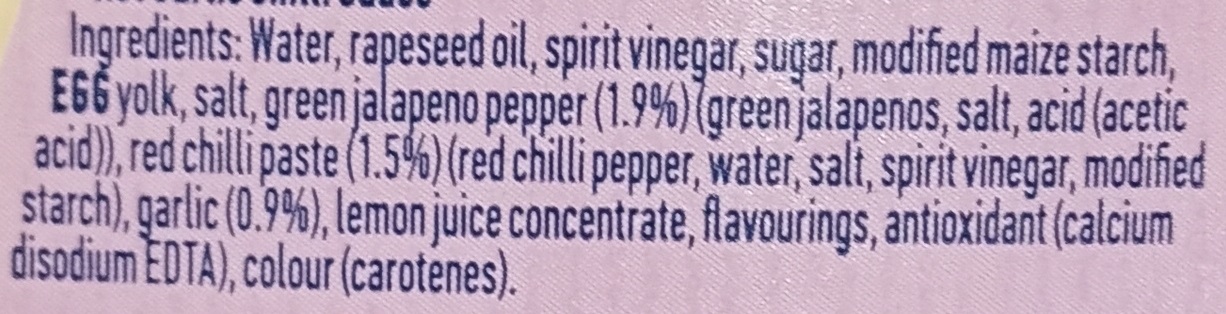 Ingredients: Water, rapeseed oil, spirit vinegar, sugar, modified maize starch,
EGG yolk, salt, green jalapeno pepper (1.9%) (green jalapenos, salt, acid (acetic
acid)), red chilli paste (1.5%) (red chilli pepper, water, salt, spirit vinegar, modified
starch), garlic (0.9%), lemon juice concentrate, flavourings, antioxidant (calcium
disodium EDTA), colour (carotenes).